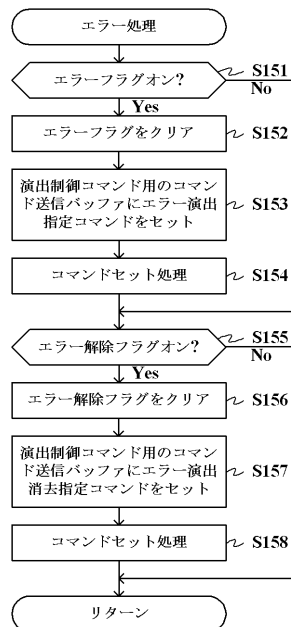 エラー処理
エラーフラグオン?
S151
No
Yes
エラーフラグをクリア
S152
演出制御コマンド用のコマン
ド送信バッファにエラー演出
指定コマンドをセット
S153
コマンドセット処理
S154
エラー解除フラグオン?
S155
No
Yes
エラー解除フラグをクリア
S156
演出制御コマンド用のコマン
ド送信バッファにエラー演出
消去指定コマンドをセット
S157
コマンドセット処理
S158
リターン